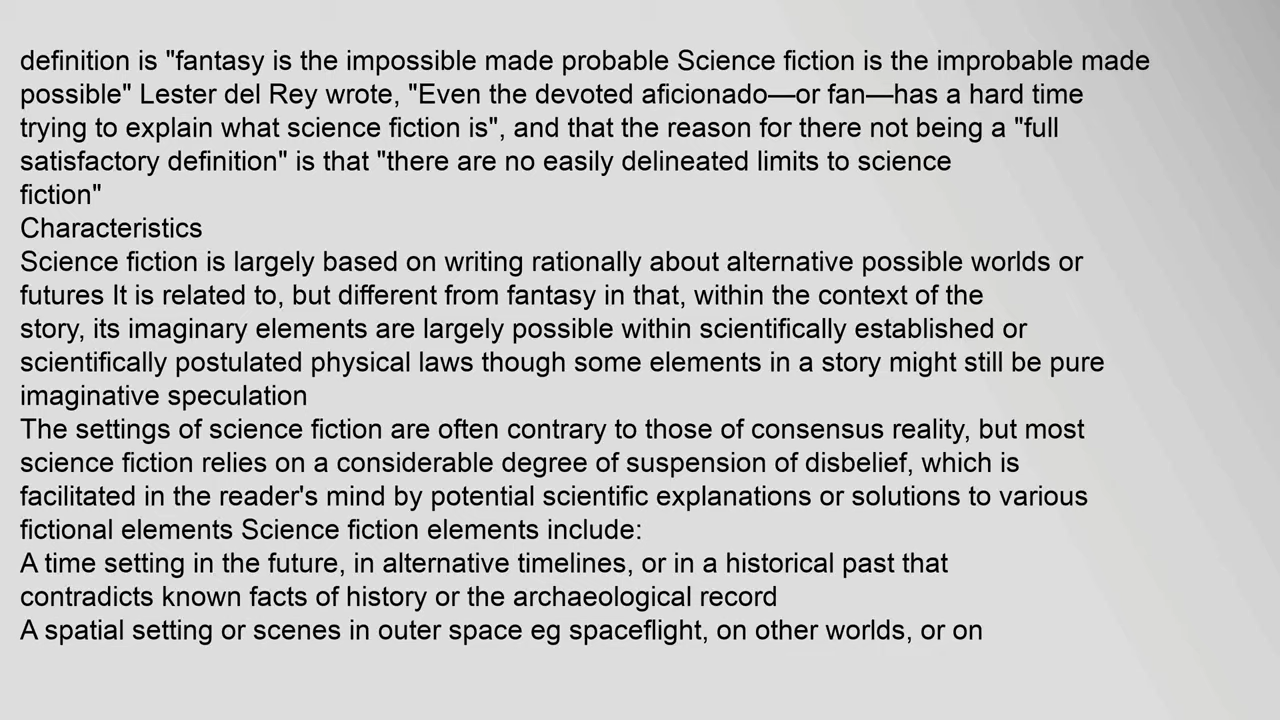 definition is "fantasy is the impossible made probable Science fiction is the improbable made
possible" Lester del Rey wrote, "Even the devoted aficionado—or fan—has a hard time
trying to explain what science fiction is", and that the reason for there not being a "full
satisfactory definition" is that "there are no easily delineated limits to science
fiction"
Characteristics
Science fiction is largely based on writing rationally about alternative possible worlds or
futures It is related to, but different from fantasy in that, within the context of the
story, its imaginary elements are largely possible within scientifically established or
scientifically postulated physical laws though some elements in a story might still be pure
imaginative speculation
The settings of science fiction are often contrary to those of consensus reality, but most
science fiction relies on a considerable degree of suspension of disbelief, which is
facilitated in the reader's mind by potential scientific explanations or solutions to various
fictional elements Science fiction elements include:
A time setting in the future, in alternative timelines, or in a historical past that
contradicts known facts of history or the archaeological record
A spatial setting or scenes in outer space eg spaceflight, on other worlds, or on